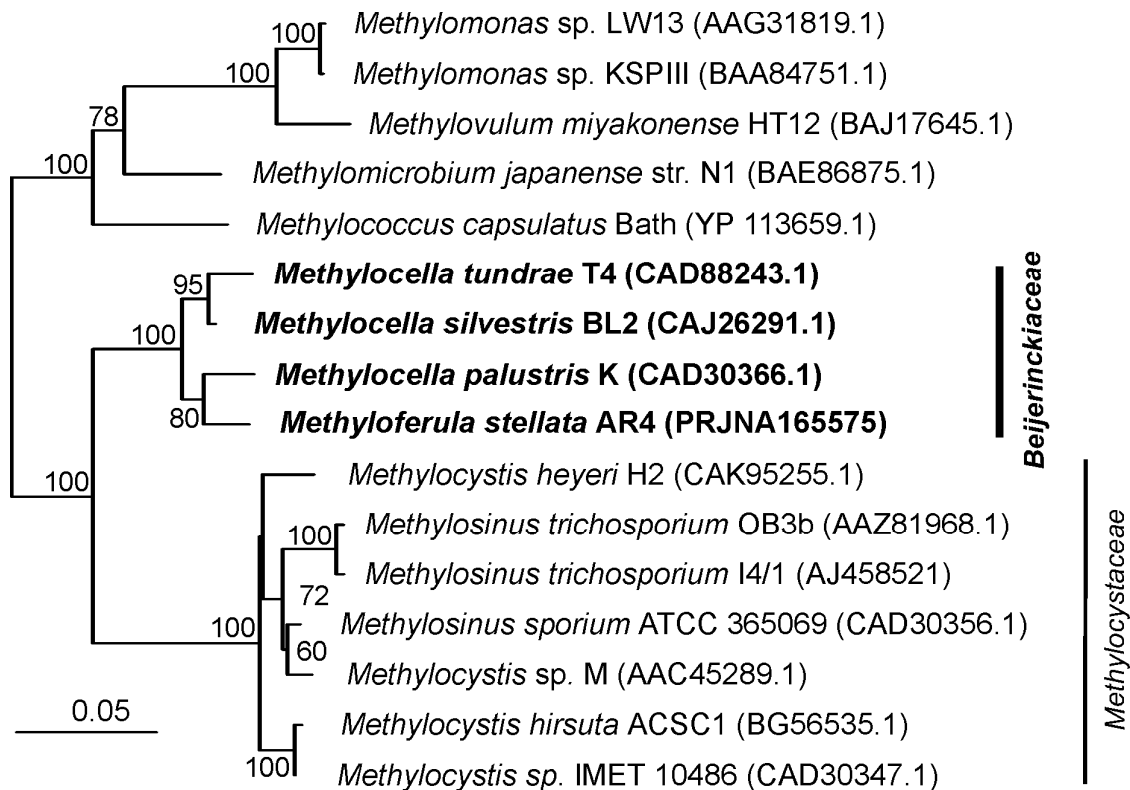 100
Methylomonas sp. LW13 (AAG31819.1)
100
Methylomonas sp. KSPIII (BAA84751.1)
78
Methylovulum miyakonense HT12 (BAJ17645.1)
100
Methylomicrobium japanense str. N1 (BAE86875.1)
Methylococcus capsulatus Bath (YP 113659.1)
95
Methylocella tundrae T4 (CAD88243.1)
100
Methylocella silvestris BL2 (CAJ26291.1)
Methylocella palustris K (CAD30366.1)
80
Methyloferula stellata AR4 (PRJNA165575)
Beijerinckiaceae
100
Methylocystis heyeri H2 (CAK95255.1)
100
Methylosinus trichosporium OB3b (AAZ81968.1)
Methylosinus trichosporium I4/1 (AJ458521)
72
100
Methylosinus sporium ATCC 365069 (CAD30356.1)
60
Methylocystis sp. M (AAC45289.1)
Methylocystis hirsuta ACSC1 (BG56535.1)
100
Methylocystis sp. IMET 10486 (CAD30347.1)
Methylocystaceae
0.05